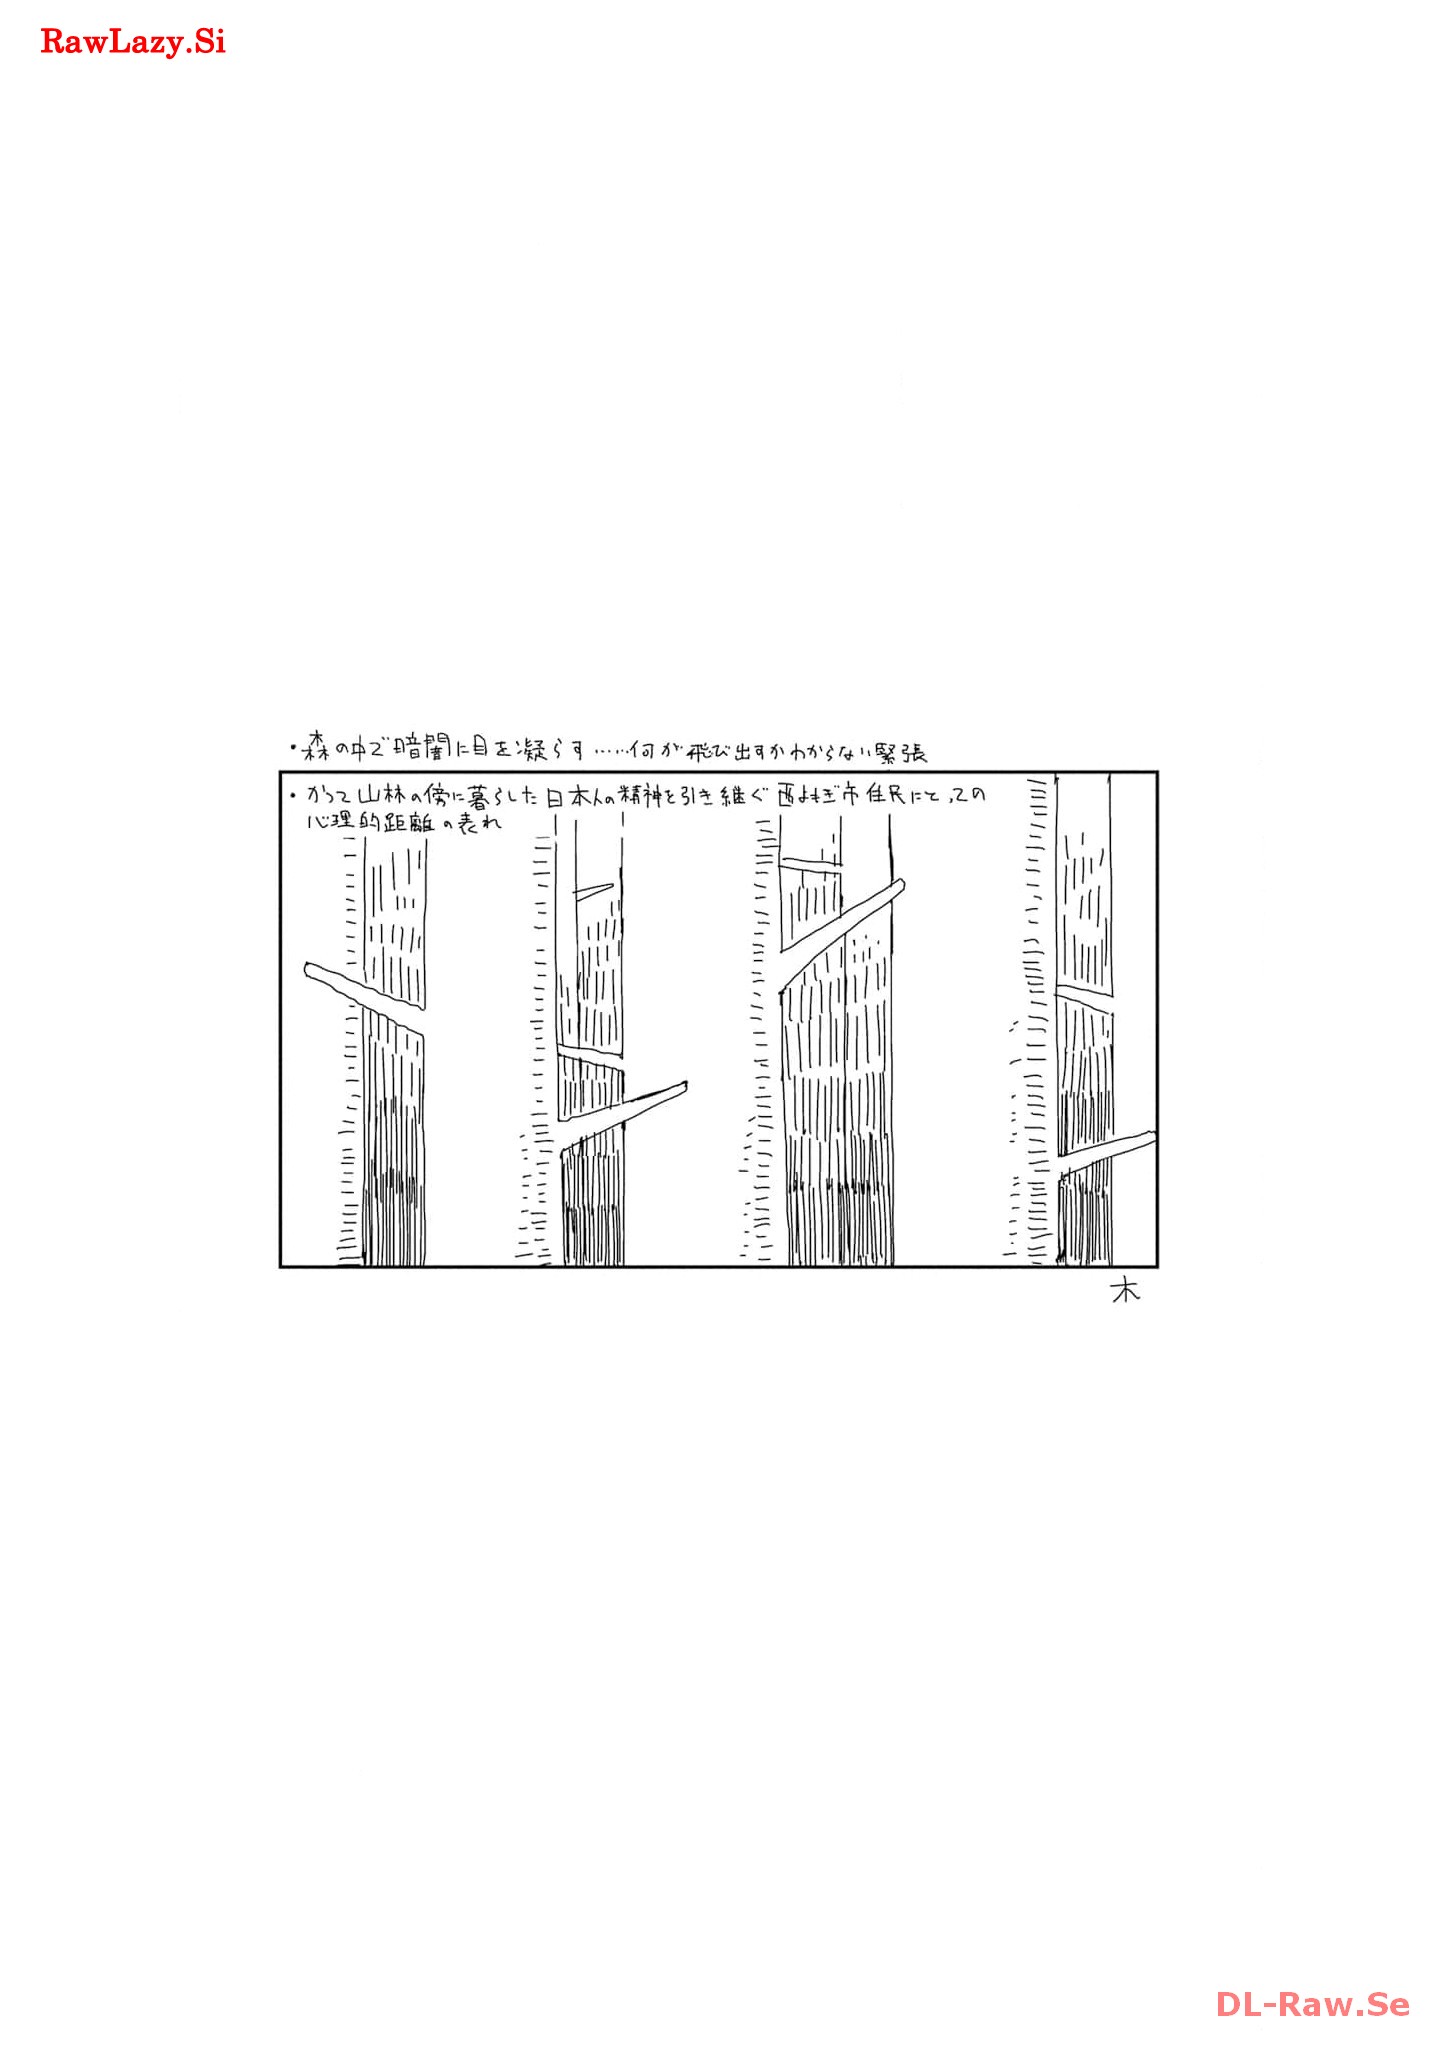 RawLazy.Si
・森の中で暗闇に目を凝らす……何が飛び出すかわからない緊張
・かつて山林の傍に暮らした日本人の精神を引き継ぐ西よもぎ市住民にとっての
心理的距離の表れ
木
DL-Raw.Se